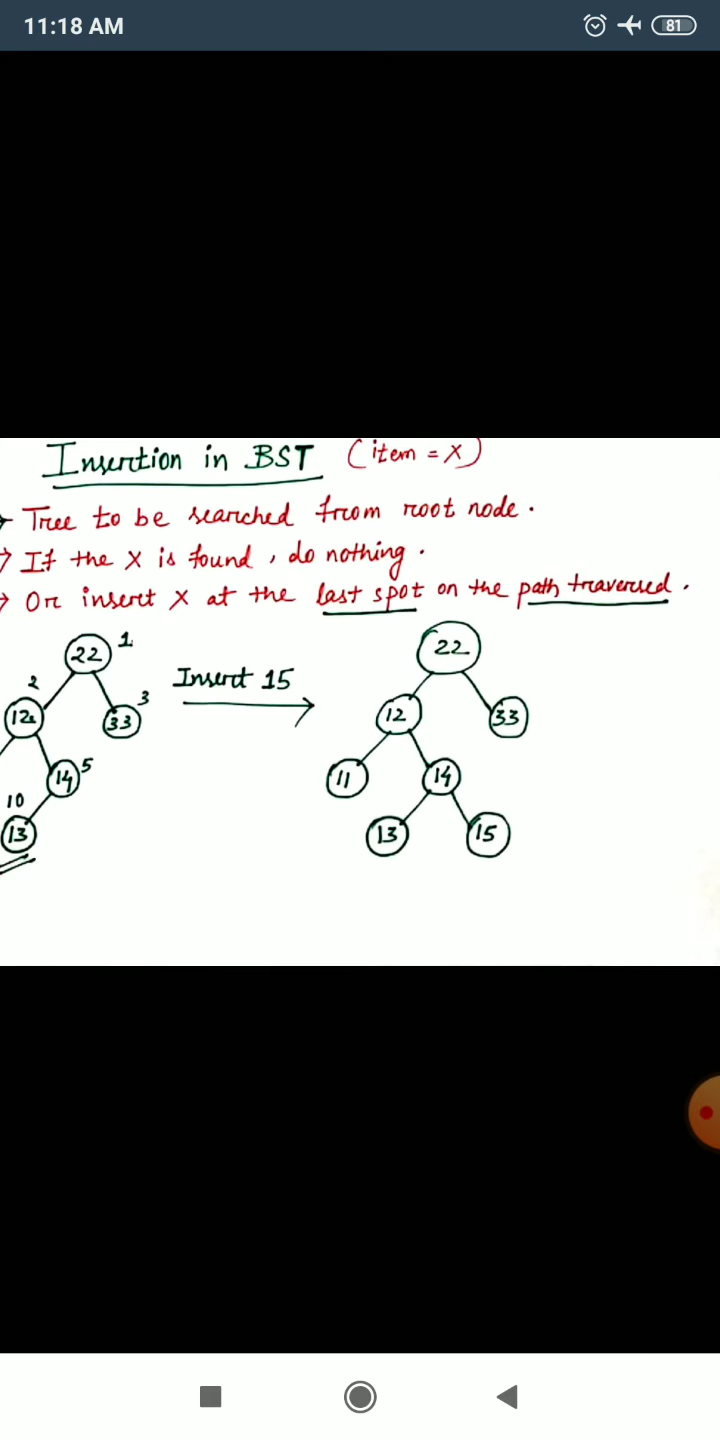 11:18 AM
81
Insertion in BST (item = X)
Tree to be searched from root node.
If the X is found, do nothing.
Or insert X at the last spot on the path traversed.
22 1
2 12 33 3
14 5
10 13
Insert 15
22
12 33
11 14
13 15